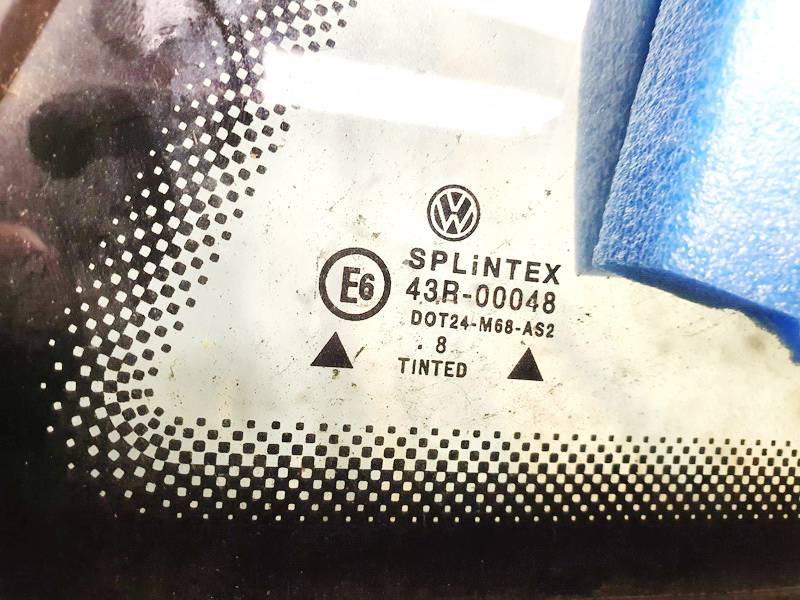 SPLiNTEX
E6
43R-00048
DOT24-M68-AS2
. 8
TINTED